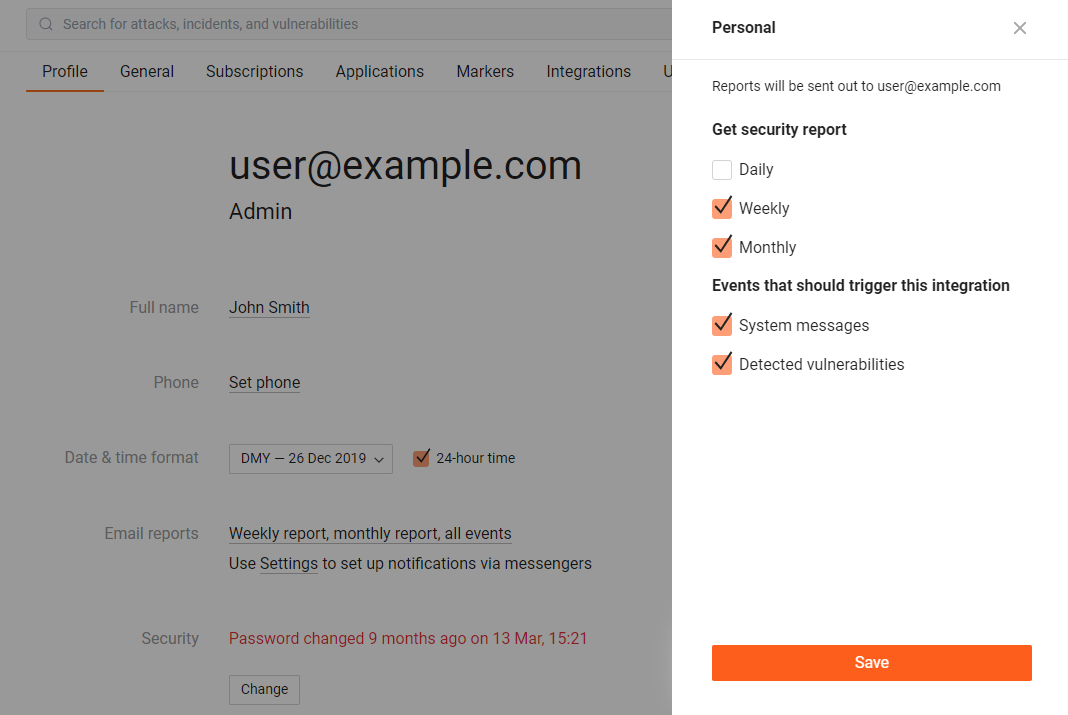 Search for attacks, incidents, and vulnerabilities
Profile General Subscriptions Applications Markers Integrations U
user@example.com
Admin
Full name John Smith
Phone Set phone
Date & time format DMY — 26 Dec 2019 24-hour time
Email reports Weekly report, monthly report, all events
Use Settings to set up notifications via messengers
Security Password changed 9 months ago on 13 Mar, 15:21
Change
Personal
Reports will be sent out to user@example.com
Get security report
Daily
Weekly
Monthly
Events that should trigger this integration
System messages
Detected vulnerabilities
Save